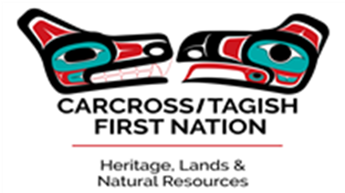 CARCROSS/TAGISH
FIRST NATION
Heritage, Lands &
Natural Resources